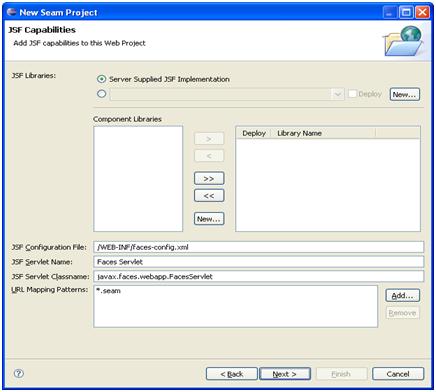 New Seam Project
JSF Capabilities
Add JSF capabilities to this Web Project
JSF Libraries:
Server Supplied JSF Implementation
Deploy
New...
Component Libraries
Deploy Library Name
>
<
>>
<<
New...
JSF Configuration File: /WEB-INF/faces-config.xml
JSF Servlet Name: Faces Servlet
JSF Servlet Classname: javax.faces.webapp.FacesServlet
URL Mapping Patterns: *.seam
Add...
Remove
?
< Back Next > Finish Cancel